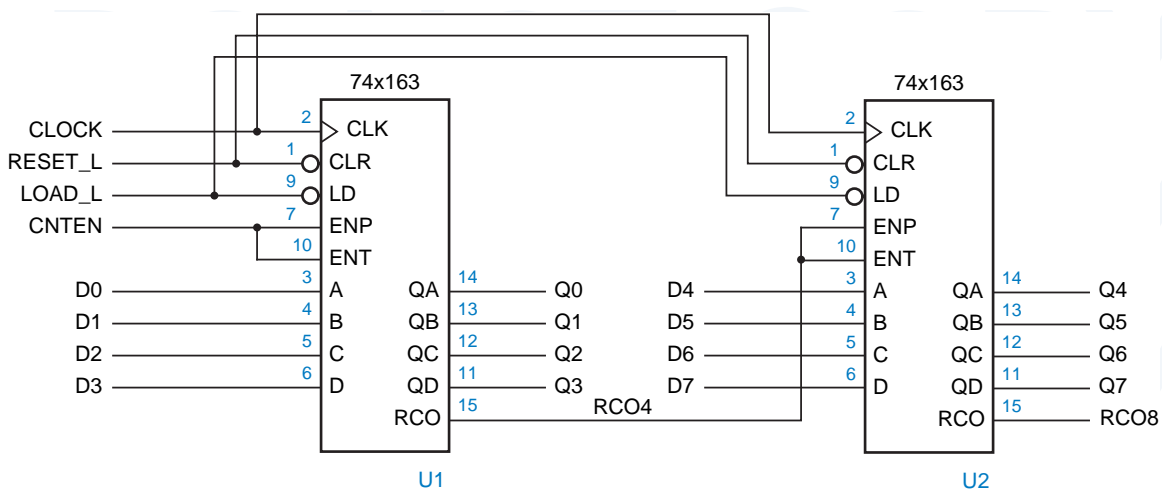 74x163
74x163
CLOCK 2 CLK 2 CLK
RESET_L 1 CLR 1 CLR
LOAD_L 9 LD 9 LD
CNTEN 7 ENP 7 ENP
10 ENT 10 ENT
D0 3 A QA 14 Q0 D4 3 A QA 14 Q4
D1 4 B QB 13 Q1 D5 4 B QB 13 Q5
D2 5 C QC 12 Q2 D6 5 C QC 12 Q6
D3 6 D QD 11 Q3 D7 6 D QD 11 Q7
RCO 15 RCO4 RCO 15 RCO8
U1 U2